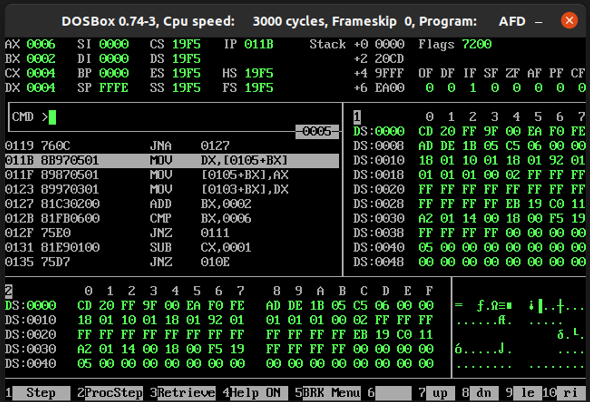 DOSBox 0.74-3, Cpu speed: 3000 cycles, Frameskip 0, Program: AFD
AX 0006 SI 0000 CS 19F5 IP 011B Stack +0 0000 Flags 7200
BX 0002 DI 0000 DS 19F5 +2 20CD
CX 0004 BP 0000 ES 19F5 HS 19F5 +4 9FFF OF DF IF SF ZF AF PF CF
DX 0004 SP FFFE SS 19F5 FS 19F5 +6 EA00 0 0 1 0 0 0 0 0
CMD >
0005
0119 760C JNA 0127
011B 8B970501 MOV DX,[0105+BX]
011F 89870501 MOV [0105+BX],AX
0123 89970301 MOV [0103+BX],DX
0127 81C30200 ADD BX,0002
012B 81FB0600 CMP BX,0006
012F 75E0 JNZ 0111
0131 81E90100 SUB CX,0001
0135 75D7 JNZ 010E
1 0 1 2 3 4 5 6 7
DS:0000 CD 20 FF 9F 00 EA F0 FE
DS:0008 AD DE 1B 05 C5 06 00 00
DS:0010 18 01 10 01 18 01 92 01
DS:0018 01 01 01 00 02 FF FF FF
DS:0020 FF FF FF FF FF FF FF FF
DS:0028 FF FF FF FF EB 19 C0 11
DS:0030 A2 01 14 00 18 00 F5 19
DS:0038 FF FF FF FF 00 00 00 00
DS:0040 05 00 00 00 00 00 00 00
DS:0048 00 00 00 00 00 00 00 00
2 0 1 2 3 4 5 6 7 8 9 A B C D E F
DS:0000 CD 20 FF 9F 00 EA F0 FE AD DE 1B 05 C5 06 00 00
DS:0010 18 01 10 01 18 01 92 01 01 01 01 00 02 FF FF FF
DS:0020 FF FF FF FF FF FF FF FF FF FF FF FF EB 19 C0 11
DS:0030 A2 01 14 00 18 00 F5 19 FF FF FF FF 00 00 00 00
DS:0040 05 00 00 00 00 00 00 00 00 00 00 00 00 00 00 00
1 Step 2 ProcStep 3 Retrieve 4 Help ON 5 BRK Menu 6 7 up 8 dn 9 le 10 ri